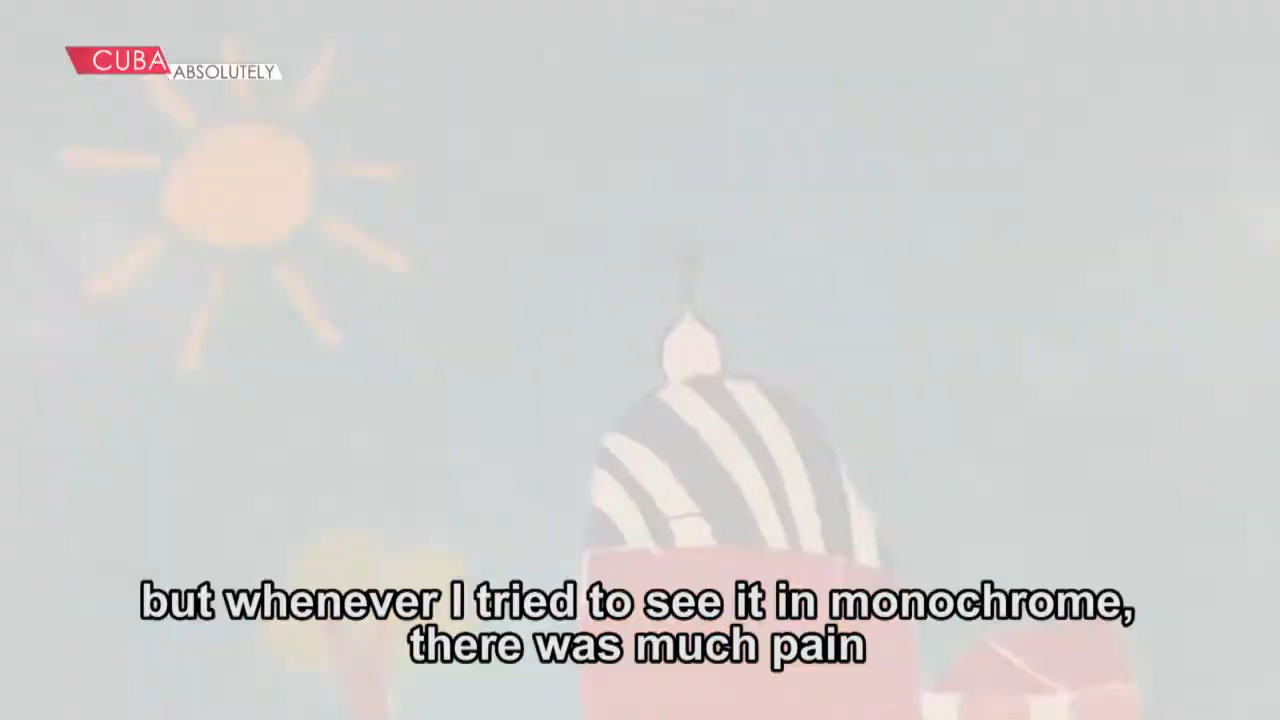 CUBA
ABSOLUTELY
but whenever I tried to see it in monochrome,
there was much pain